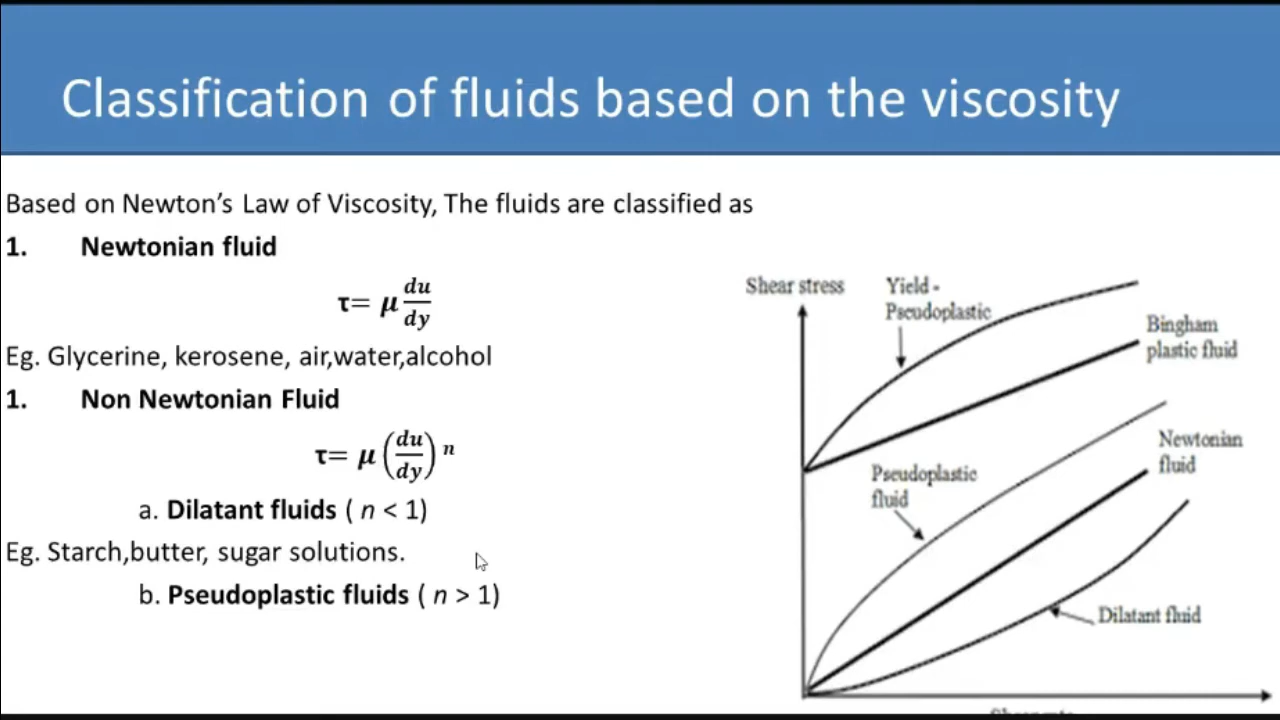 Classification of fluids based on the viscosity
Based on Newton's Law of Viscosity, The fluids are classified as
1. Newtonian fluid
τ= μ du/dy
Eg. Glycerine, kerosene, air,water,alcohol
1. Non Newtonian Fluid
τ= μ (du/dy) n
a. Dilatant fluids ( n < 1)
Eg. Starch,butter, sugar solutions.
b. Pseudoplastic fluids ( n > 1)
Shear stress
Yield -
Pseudoplastic
Bingham
plastic fluid
Newtonian
fluid
Pseudoplastic
fluid
Dilatant fluid